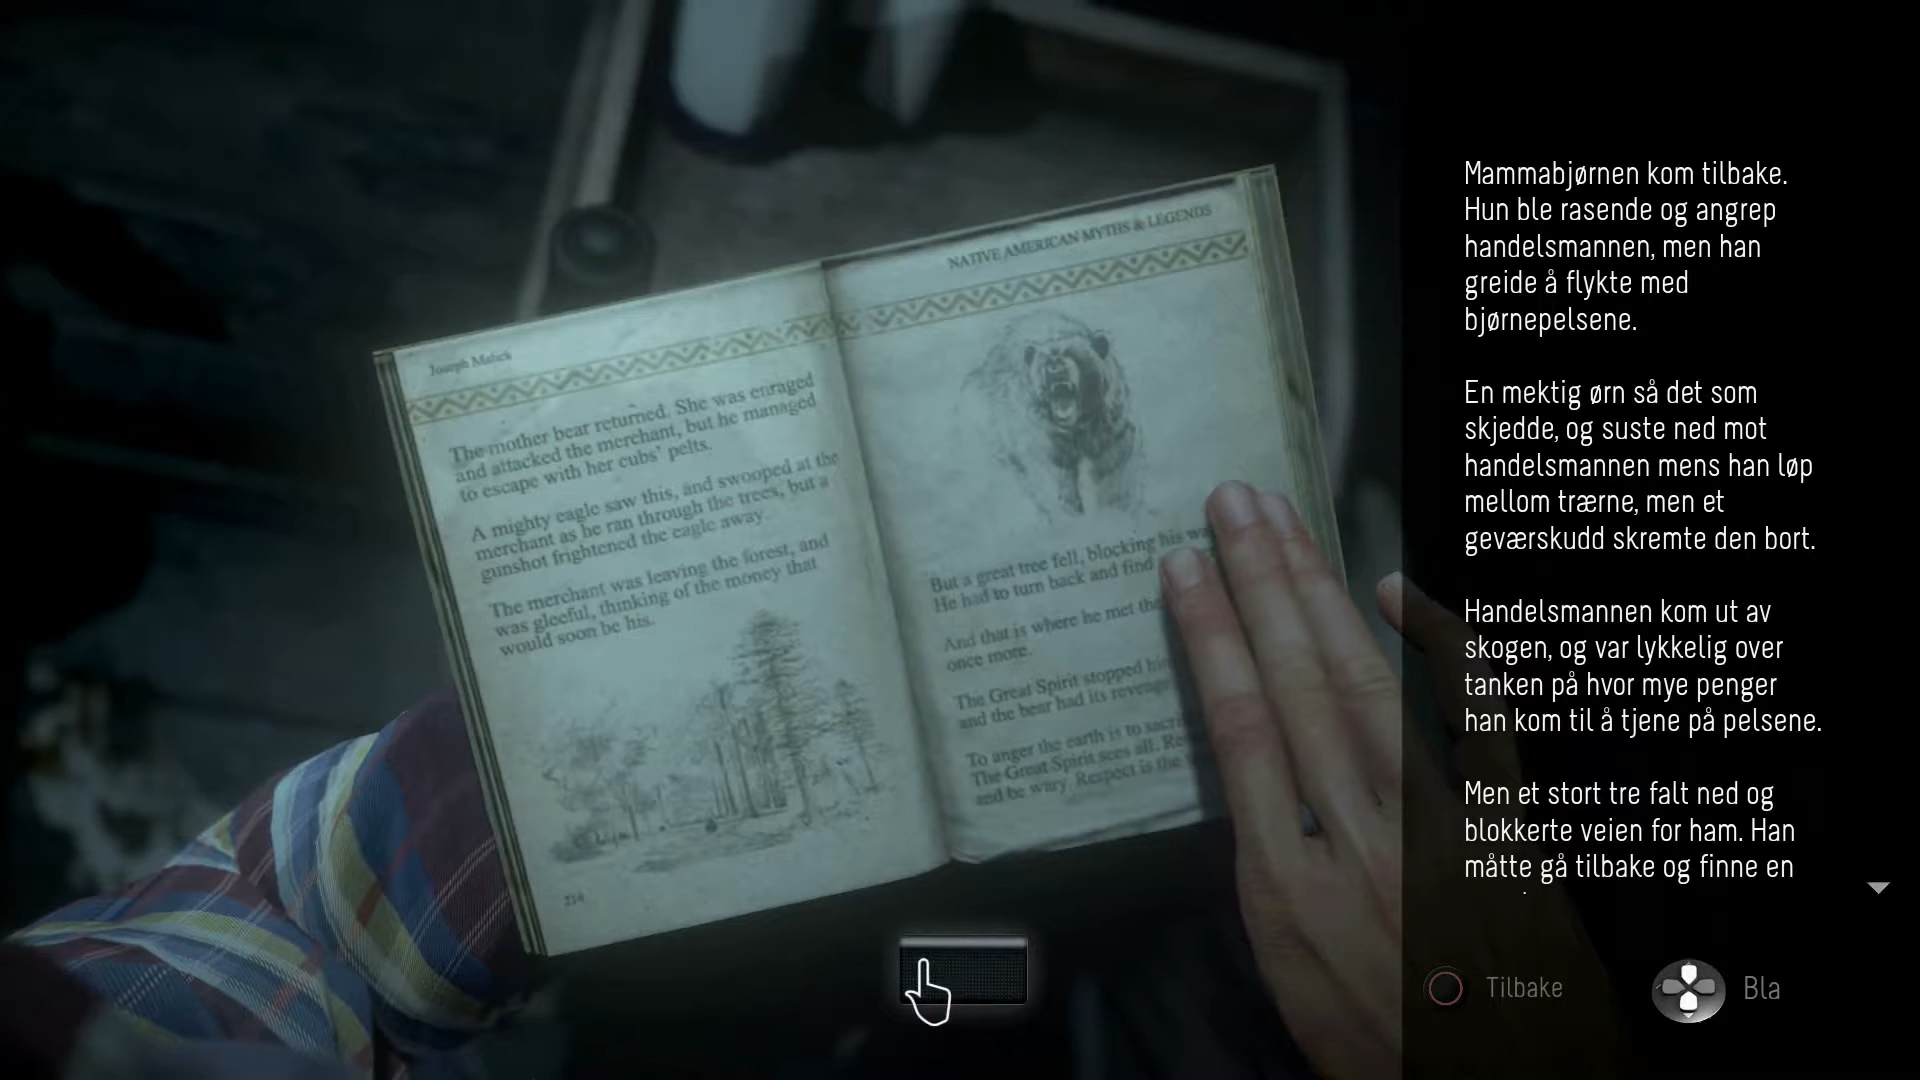 Joseph Malick
The mother bear returned. She was enraged
and attacked the merchant, but he managed
to escape with her cubs' pelts.
A mighty eagle saw this, and swooped at the
merchant as he ran through the trees, but a
gunshot frightened the eagle away.
The merchant was leaving the forest, and
was gleeful, thinking of the money that
would soon be his.
214
NATIVE AMERICAN MYTHS & LEGENDS
But a great tree fell, blocking his
He had to turn back and find
And that is where he met the
once more.
The Great Spirit stopped him
and the bear had its revenge
To anger the earth is to
The Great Spirit sees all.
and be wary. Respect is the
Mammabjørnen kom tilbake.
Hun ble rasende og angrep
handelsmannen, men han
greide å flykte med
bjørnepelsene.
En mektig ørn så det som
skjedde, og suste ned mot
handelsmannen mens han løp
mellom trærne, men et
geværskudd skremte den bort.
Handelsmannen kom ut av
skogen, og var lykkelig over
tanken på hvor mye penger
han kom til å tjene på pelsene.
Men et stort tre falt ned og
blokkerte veien for ham. Han
måtte gå tilbake og finne en
Tilbake
Bla